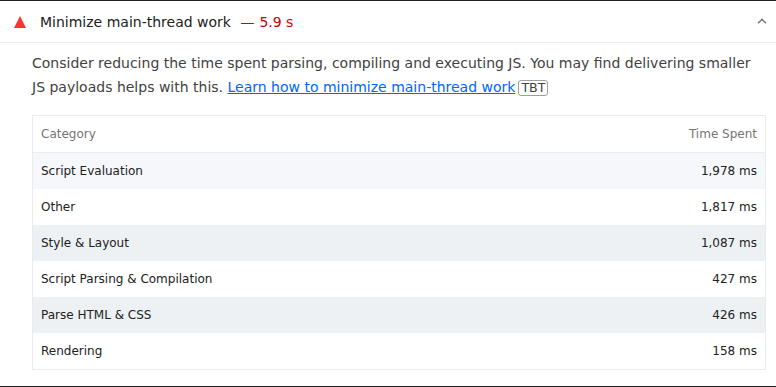 Minimize main-thread work — 5.9 s
Consider reducing the time spent parsing, compiling and executing JS. You may find delivering smaller
JS payloads helps with this. Learn how to minimize main-thread work TBT
Category Time Spent
Script Evaluation 1,978 ms
Other 1,817 ms
Style & Layout 1,087 ms
Script Parsing & Compilation 427 ms
Parse HTML & CSS 426 ms
Rendering 158 ms